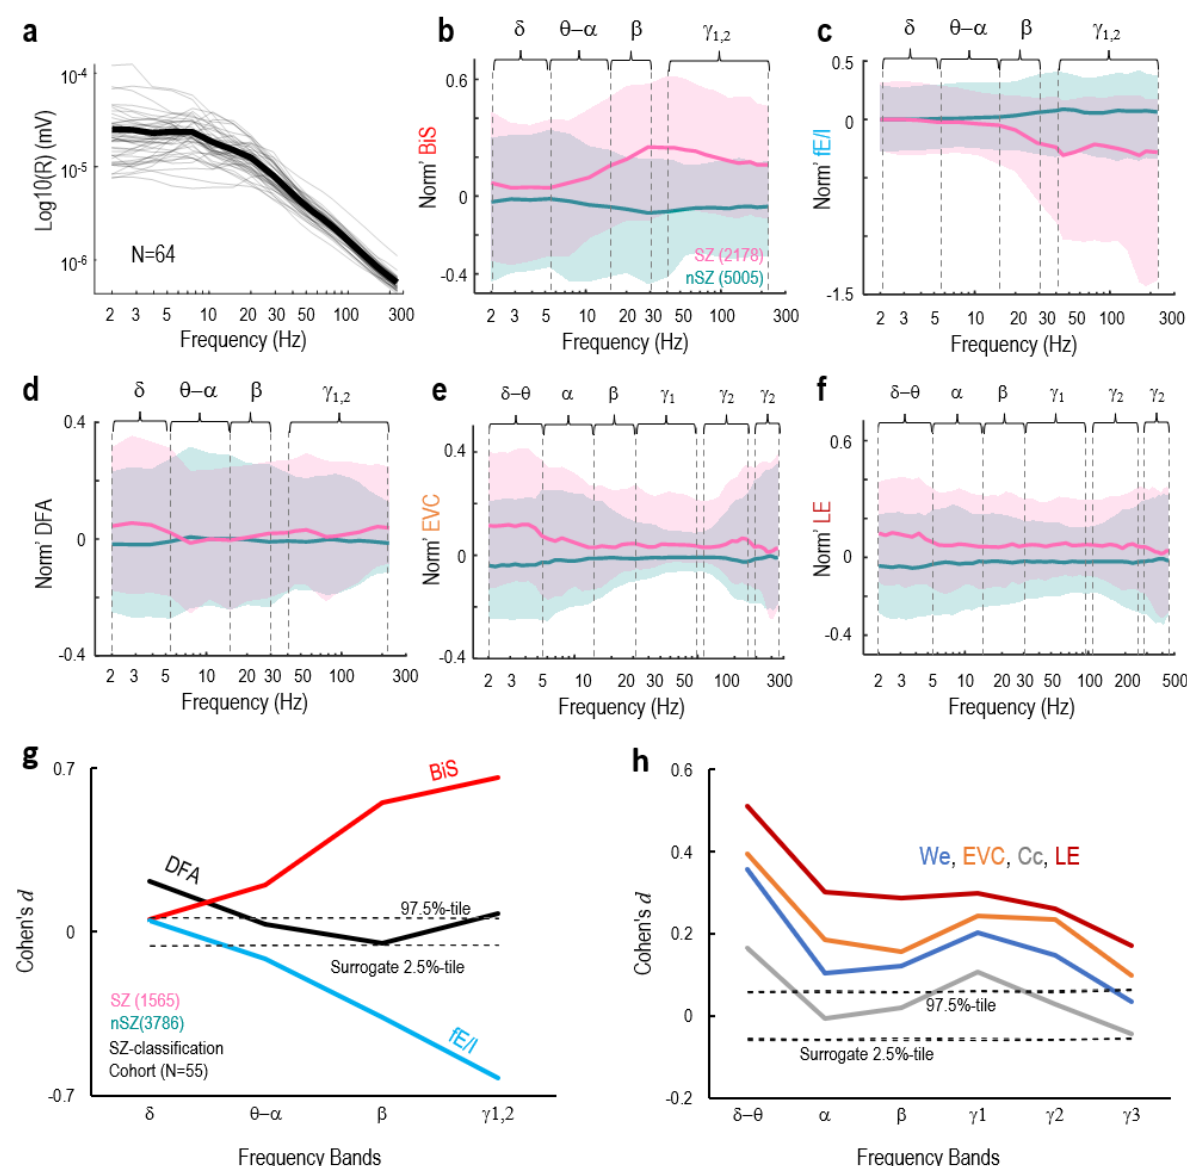 a
Log10(R) (mV)
10-4
10-5
10-6
N=64
2 3 5 10 20 30 50 100 300
Frequency (Hz)
b
δ θ−α β γ1,2
Norm' BiS
0.6
0.2
0
-0.4
SZ (2178)
nSZ (5005)
2 3 5 10 20 30 50 100 300
Frequency (Hz)
c
δ θ−α β γ1,2
Norm' fE/I
0.5
0
-1.5
2 3 5 10 20 30 50 100 300
Frequency (Hz)
d
δ θ−α β γ1,2
Norm' DFA
0.4
0
-0.4
2 3 5 10 20 30 50 100 300
Frequency (Hz)
e
δ−θ α β γ1 γ2 γ2
Norm' EVC
0.4
0
-0.4
2 3 5 10 20 30 50 100 300
Frequency (Hz)
f
δ−θ α β γ1 γ2 γ2
Norm' LE
0.6
0
-0.4
2 3 5 10 20 30 50 100 200 500
Frequency (Hz)
g
Cohen's d
0.7
0
-0.7
BiS
DFA
97.5%-tile
Surrogate 2.5%-tile
fE/I
SZ (1565)
nSZ(3786)
SZ-classification
Cohort (N=55)
δ θ−α β γ1,2
Frequency Bands
h
Cohen's d
0.6
0.4
0.2
0
-0.2
We, EVC, Cc, LE
97.5%-tile
Surrogate 2.5%-tile
δ−θ α β γ1 γ2 γ3
Frequency Bands